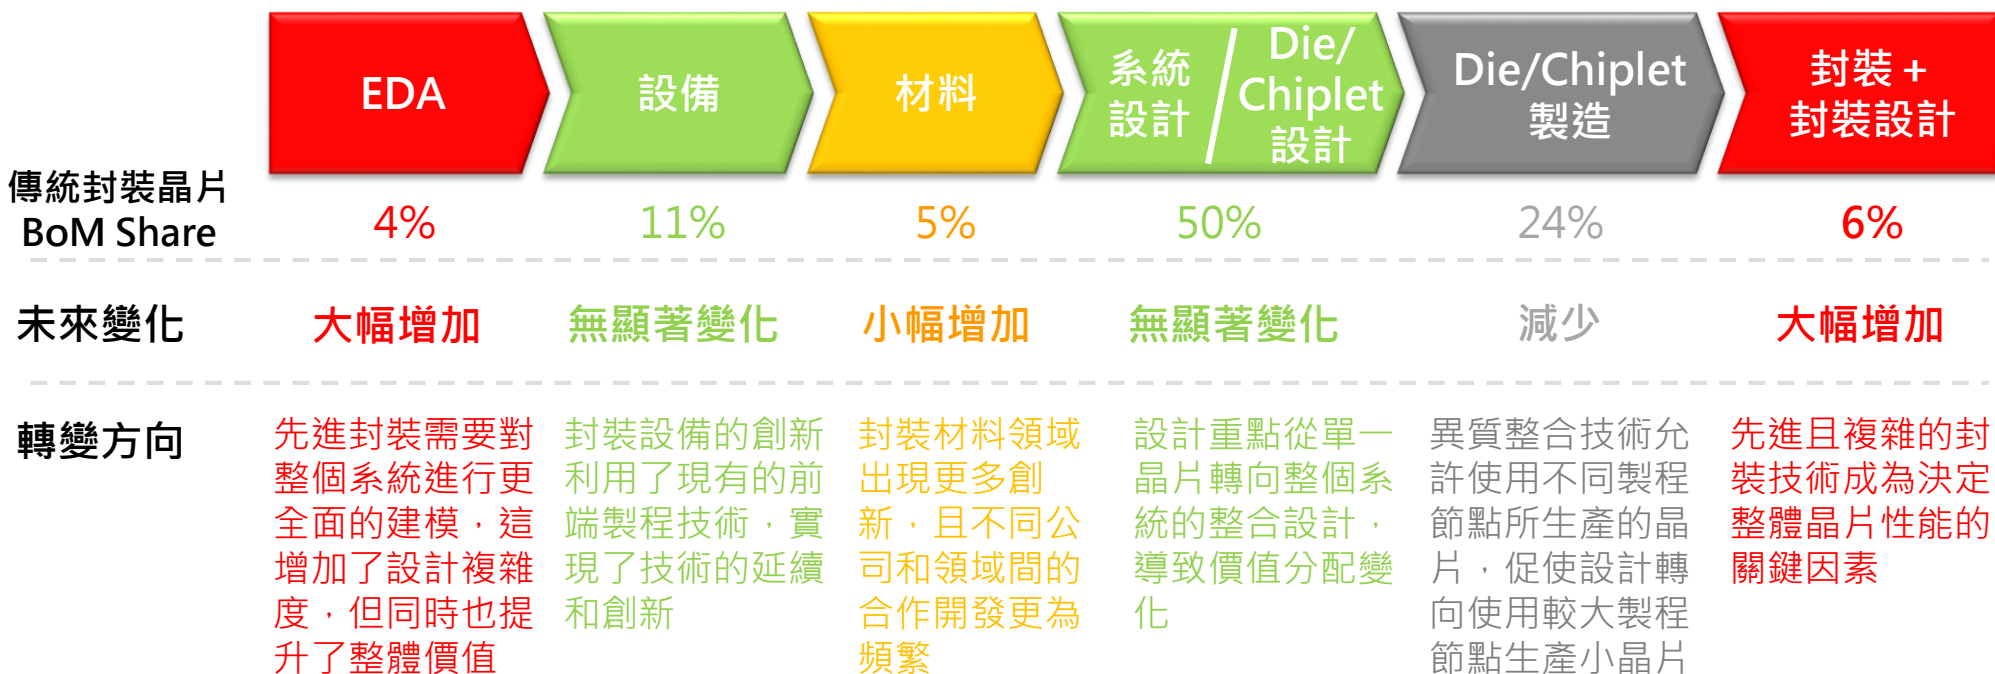 EDA
設備
材料
系統
設計
Die/
Chiplet
設計
Die/Chiplet
製造
封裝 +
封裝設計
傳統封裝晶片
BoM Share
4%
11%
5%
50%
24%
6%
未來變化
大幅增加
無顯著變化
小幅增加
無顯著變化
減少
大幅增加
轉變方向
先進封裝需要對
整個系統進行更
全面的建模，這
增加了設計複雜
度，但同時也提
升了整體價值
封裝設備的創新
利用了現有的前
端製程技術，實
現了技術的延續
和創新
封裝材料領域
出現更多創
新，且不同公
司和領域間的
合作開發更為
頻繁
設計重點從單一
晶片轉向整個系
統的整合設計，
導致價值分配變
化
異質整合技術允
許使用不同製程
節點所生產的晶
片，促使設計轉
向使用較大製程
節點生產小晶片
先進且複雜的封
裝技術成為決定
整體晶片性能的
關鍵因素